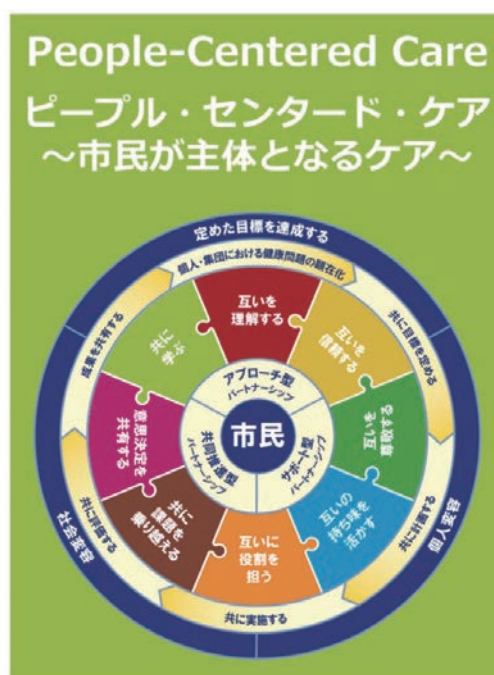 People-Centered Care
ピープル・センタード・ケア
～市民が主体となるケア～
定めた目標を達成する
個人・集団における健康問題の顕在化
共に目標を定める
共に計画する
共に実施する
共に評価する
成果を共有する
個人変容
社会変容
互いを
理解する
互いを
信頼する
互いを
尊敬する
互いの
持ち味を
活かす
互いに
役割を
担う
共に
課題を
乗り越える
意思決定を
共有する
共に
学ぶ
アプローチ型
パートナーシップ
サポート型
パートナーシップ
共同推進型
パートナーシップ
市民